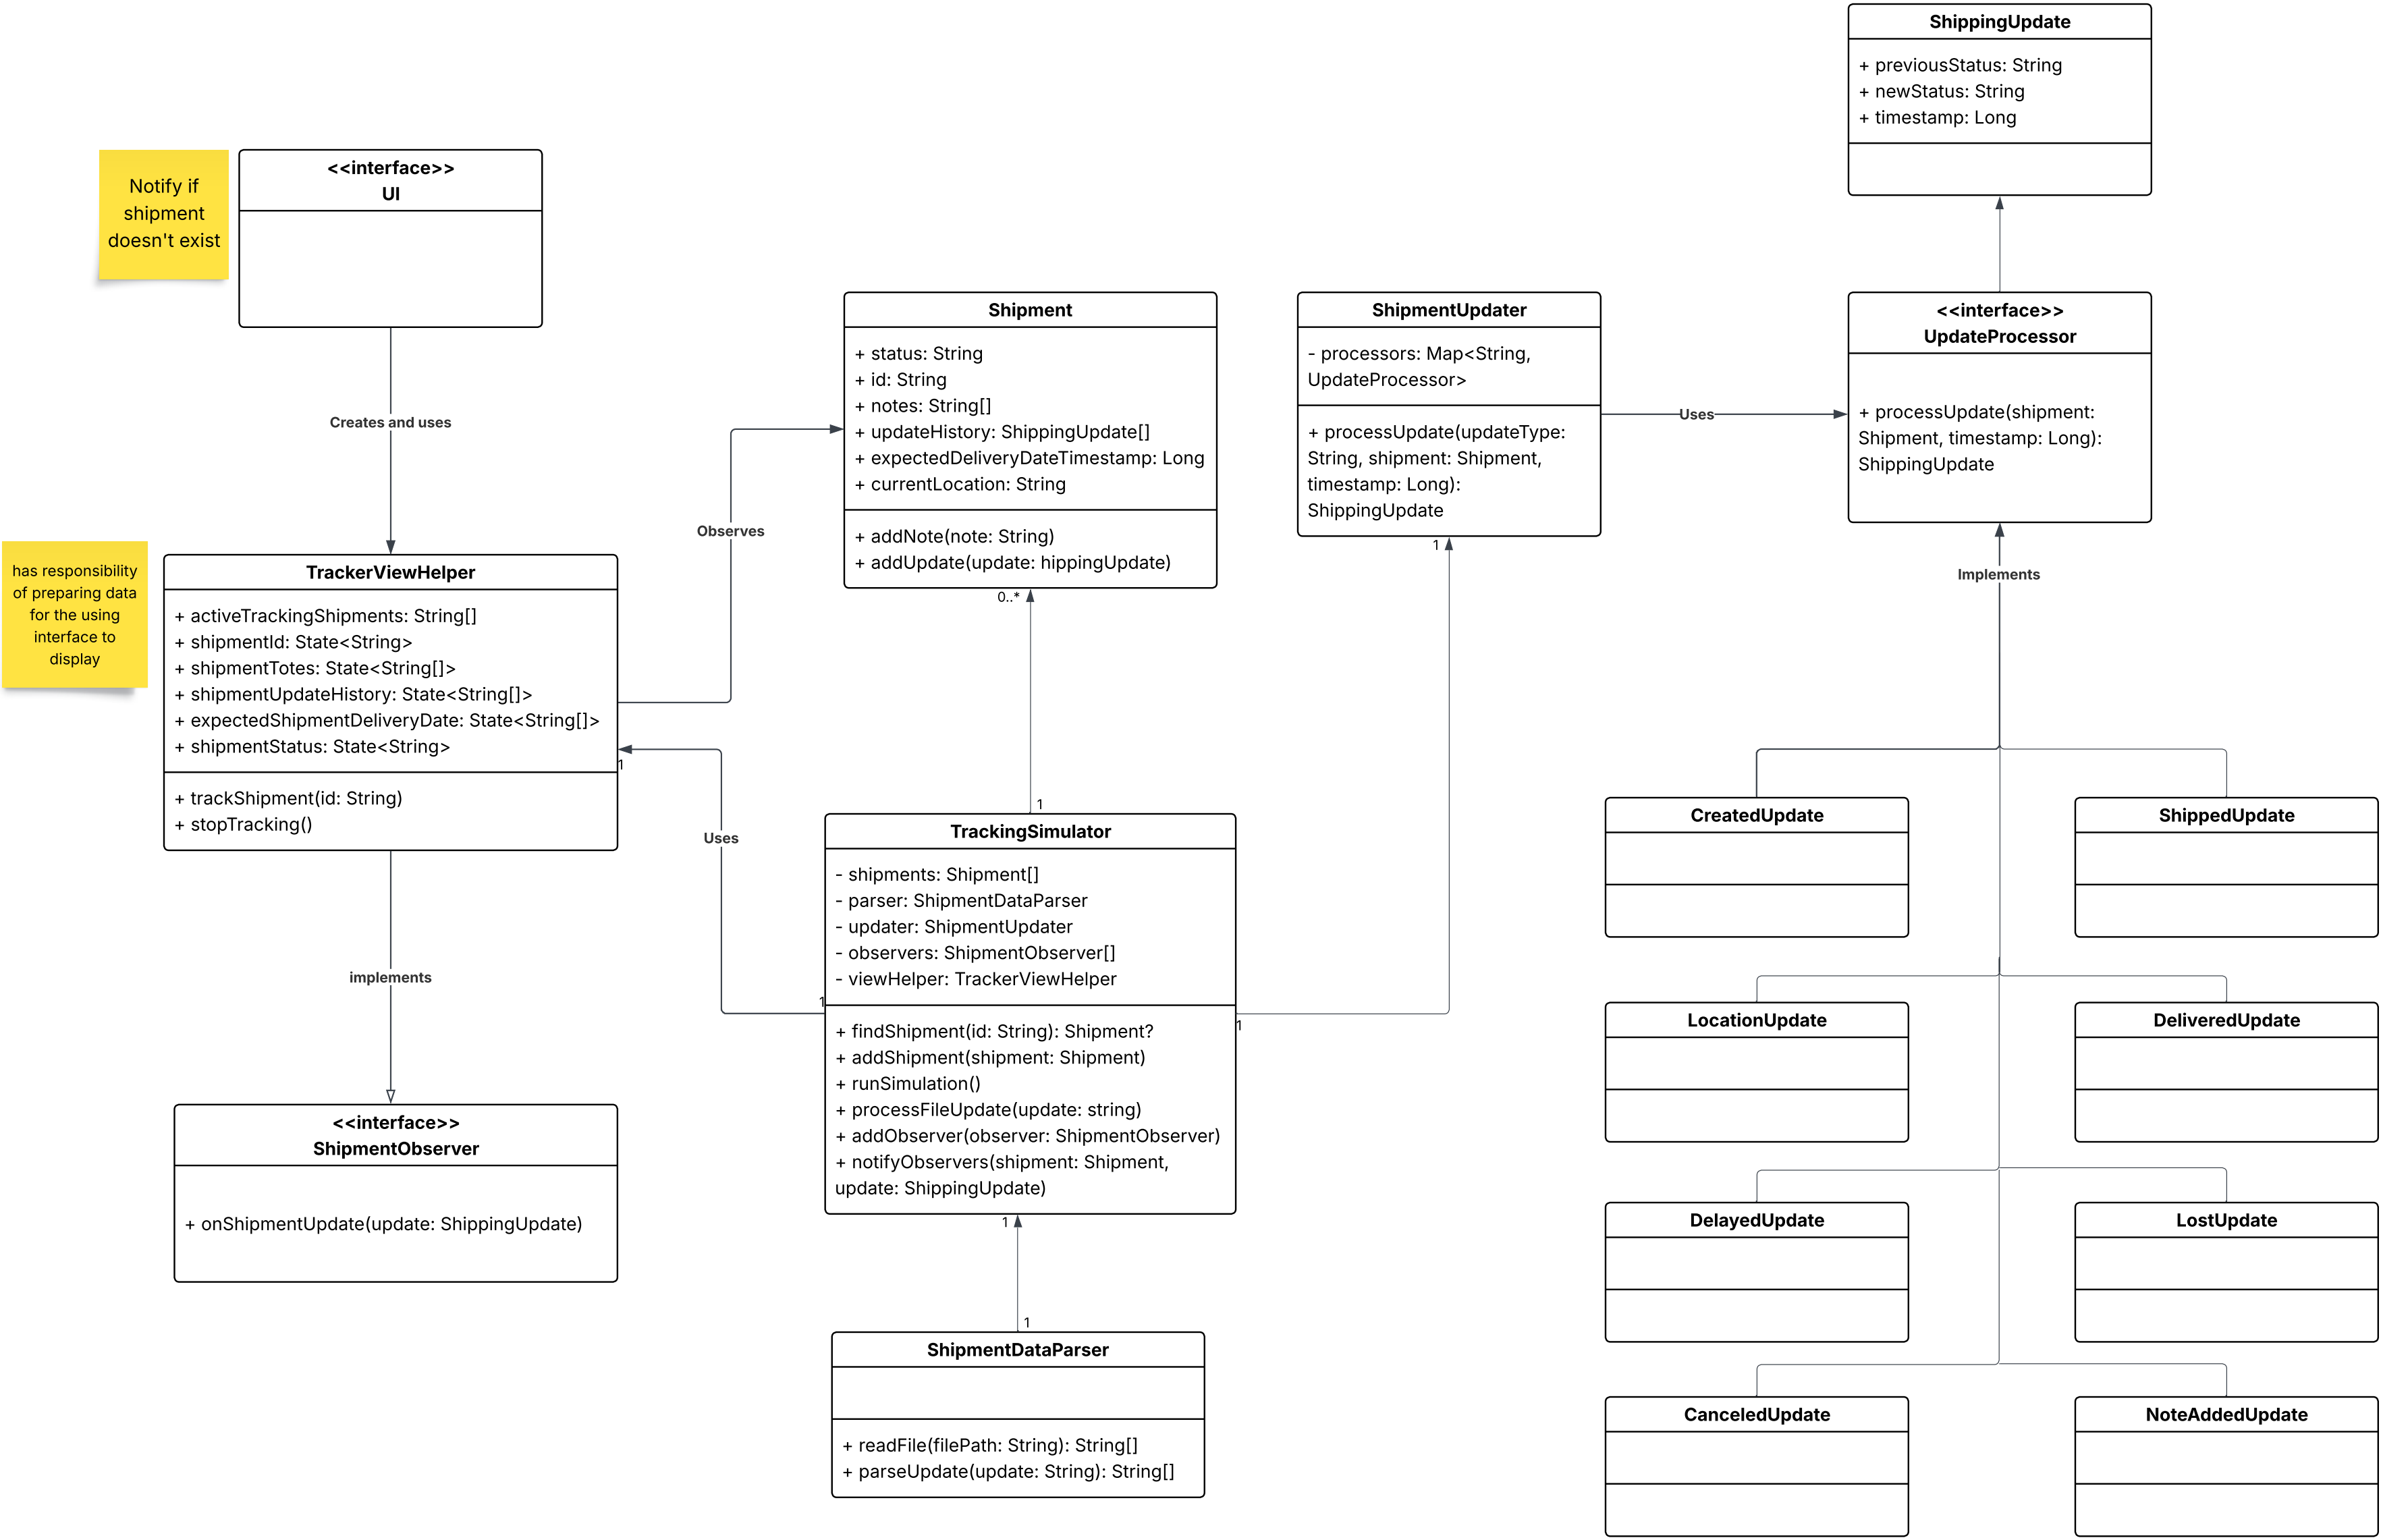 ShippingUpdate
+ previousStatus: String
+ newStatus: String
+ timestamp: Long
Notify if
shipment
doesn't exist
<<interface>>
UI
Creates and uses
Shipment
+ status: String
+ id: String
+ notes: String[]
+ updateHistory: ShippingUpdate[]
+ expectedDeliveryDateTimestamp: Long
+ currentLocation: String
+ addNote(note: String)
+ addUpdate(update: hippingUpdate)
0..*
ShipmentUpdater
- processors: Map<String,
UpdateProcessor>
+ processUpdate(updateType:
String, shipment: Shipment,
timestamp: Long):
ShippingUpdate
1
Uses
<<interface>>
UpdateProcessor
+ processUpdate(shipment:
Shipment, timestamp: Long):
ShippingUpdate
Implements
Observes
has responsibility
of preparing data
for the using
interface to
display
TrackerViewHelper
+ activeTrackingShipments: String[]
+ shipmentId: State<String>
+ shipmentTotes: State<String[]>
+ shipmentUpdateHistory: State<String[]>
+ expectedShipmentDeliveryDate: State<String[]>
+ shipmentStatus: State<String>
+ trackShipment(id: String)
+ stopTracking()
1
Uses
implements
<<interface>>
ShipmentObserver
+ onShipmentUpdate(update: ShippingUpdate)
1
TrackingSimulator
- shipments: Shipment[]
- parser: ShipmentDataParser
- updater: ShipmentUpdater
- observers: ShipmentObserver[]
- viewHelper: TrackerViewHelper
1
1
+ findShipment(id: String): Shipment?
+ addShipment(shipment: Shipment)
+ runSimulation()
+ processFileUpdate(update: string)
+ addObserver(observer: ShipmentObserver)
+ notifyObservers(shipment: Shipment,
update: ShippingUpdate)
1
1
ShipmentDataParser
+ readFile(filePath: String): String[]
+ parseUpdate(update: String): String[]
CreatedUpdate
ShippedUpdate
LocationUpdate
DeliveredUpdate
DelayedUpdate
LostUpdate
CanceledUpdate
NoteAddedUpdate